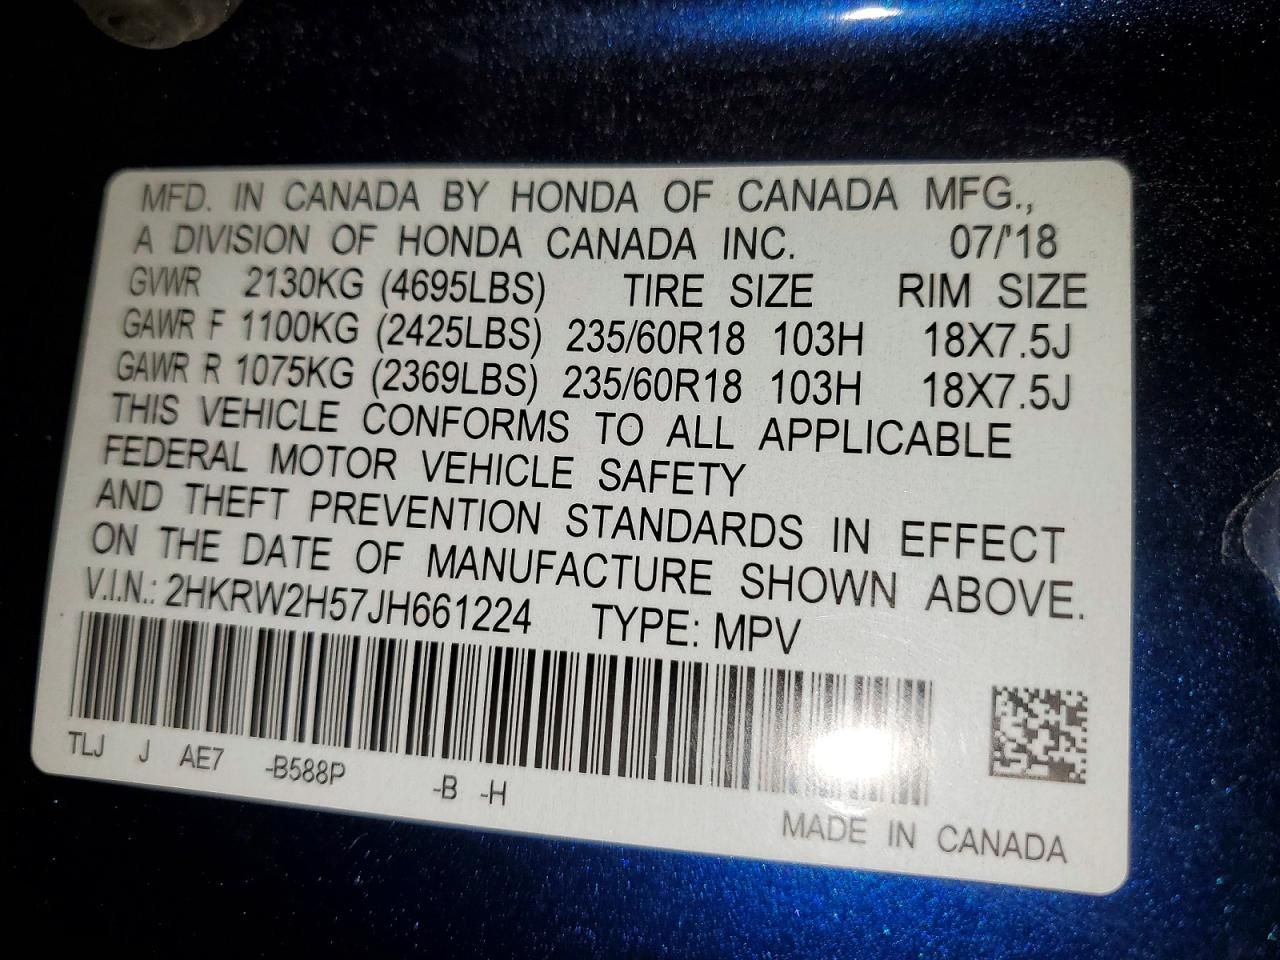 MFD. IN CANADA BY HONDA OF CANADA MFG.,
A DIVISION OF HONDA CANADA INC. 07/'18
GVWR 2130KG (4695LBS) TIRE SIZE RIM SIZE
GAWR F 1100KG (2425LBS) 235/60R18 103H 18X7.5J
GAWR R 1075KG (2369LBS) 235/60R18 103H 18X7.5J
THIS VEHICLE CONFORMS TO ALL APPLICABLE
FEDERAL MOTOR VEHICLE SAFETY
AND THEFT PREVENTION STANDARDS IN EFFECT
ON THE DATE OF MANUFACTURE SHOWN ABOVE.
V.I.N.: 2HKRW2H57JH661224 TYPE: MPV
TLJ J AE7 -B588P -B -H
MADE IN CANADA